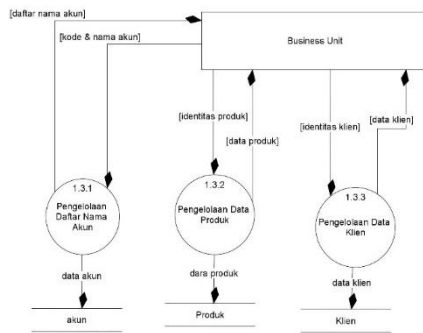 [daftar nama akun]
[kode & nama akun]
Business Unit
[identitas produk]
[data produk]
[identitas klien]
[data klien]
1.3.1
Pengelolaan
Daftar Nama
Akun
1.3.2
Pengelolaan Data
Produk
1.3.3
Pengelolaan Data
Klien
data akun
dara produk
data klien
akun
Produk
Klien